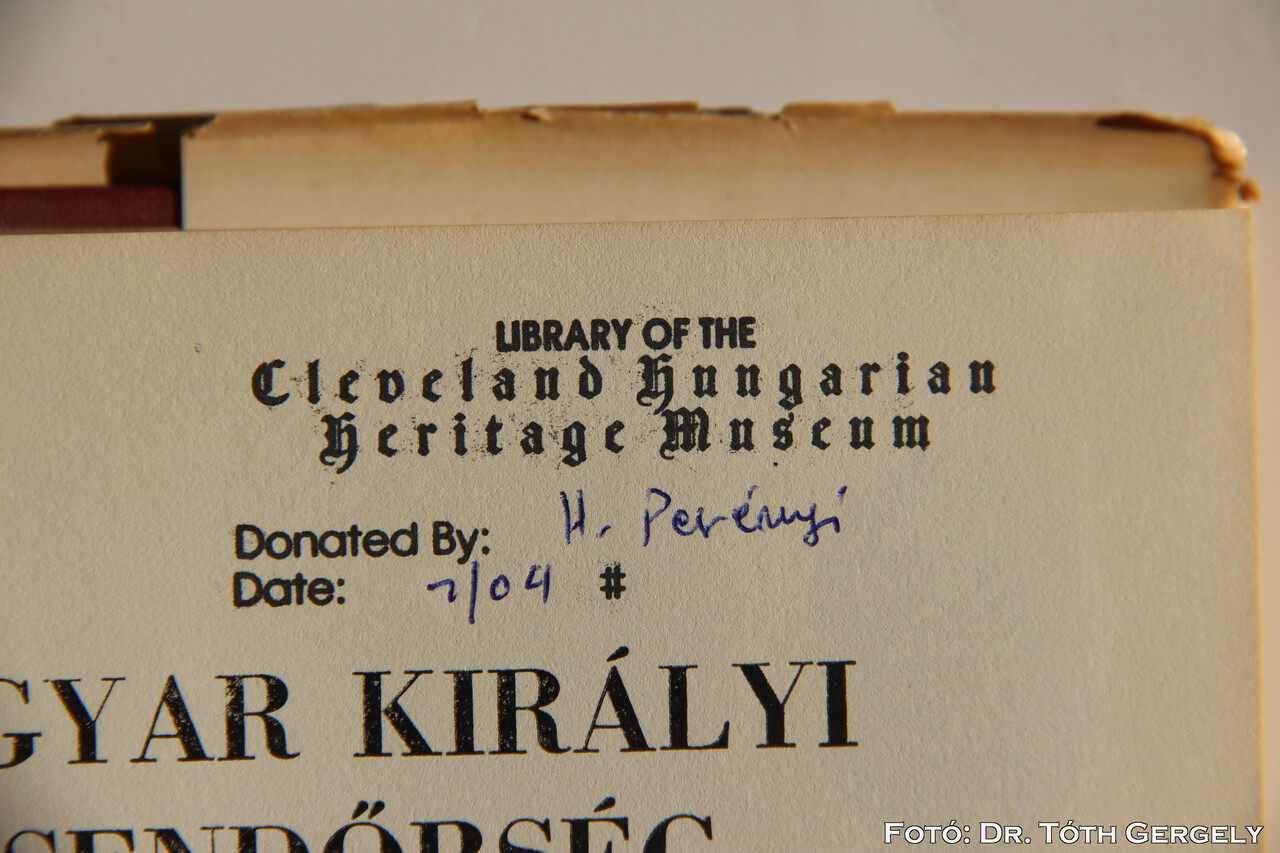 LIBRARY OF THE
Cleveland Hungarian
Heritage Museum
Donated By: H. Perényi
Date: 7/04 #
GYAR KIRÁLYI
SENDŐRSÉG
FOTÓ: DR. TÓTH GERGELY